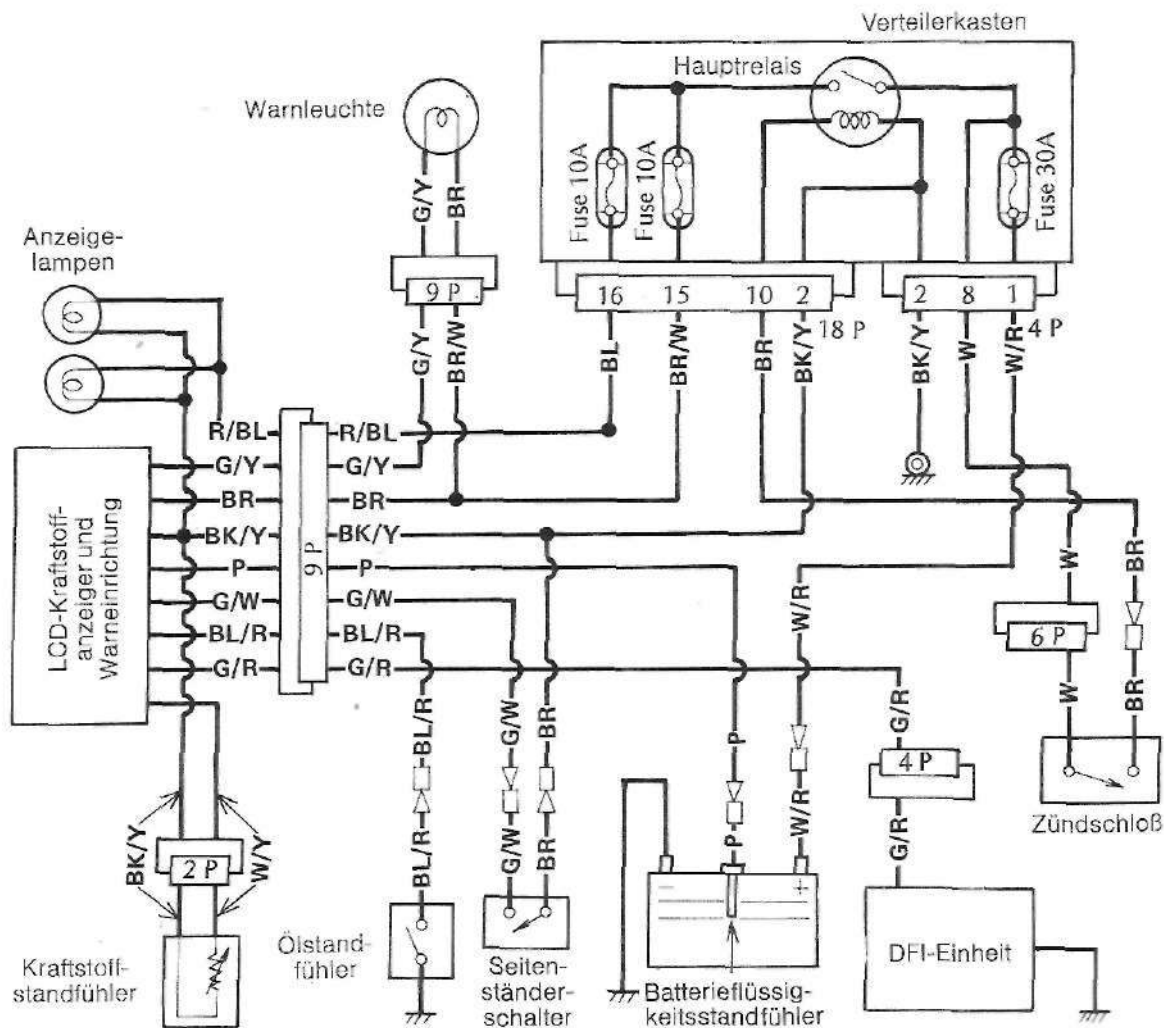 Verteilerkasten
Hauptrelais
Warnleuchte
Fuse 10A
Fuse 10A
Fuse 30A
G/Y
BR
Anzeige-
lampen
9 P
16 15 10 2
18 P
2 8 1
4 P
G/Y
BR/W
BL
BR/W
BR
BK/Y
BK/Y
W
W/R
R/BL
R/BL
G/Y
G/Y
BR
BR
BK/Y
BK/Y
P
P
G/W
G/W
BL/R
BL/R
G/R
G/R
9 P
LCD-Kraftstoff-
anzeiger und
Warneinrichtung
W
BR
W/R
6 P
W
BR
Zündschloß
BL/R
G/W
BR
P
G/R
4 P
BK/Y
2 P
W/Y
BL/R
G/W
BR
P
W/R
G/R
- +
Kraftstoff-
standfühler
Ölstand-
fühler
Seiten-
ständer-
schalter
Batterieflüssig-
keitsstandfühler
DFI-Einheit